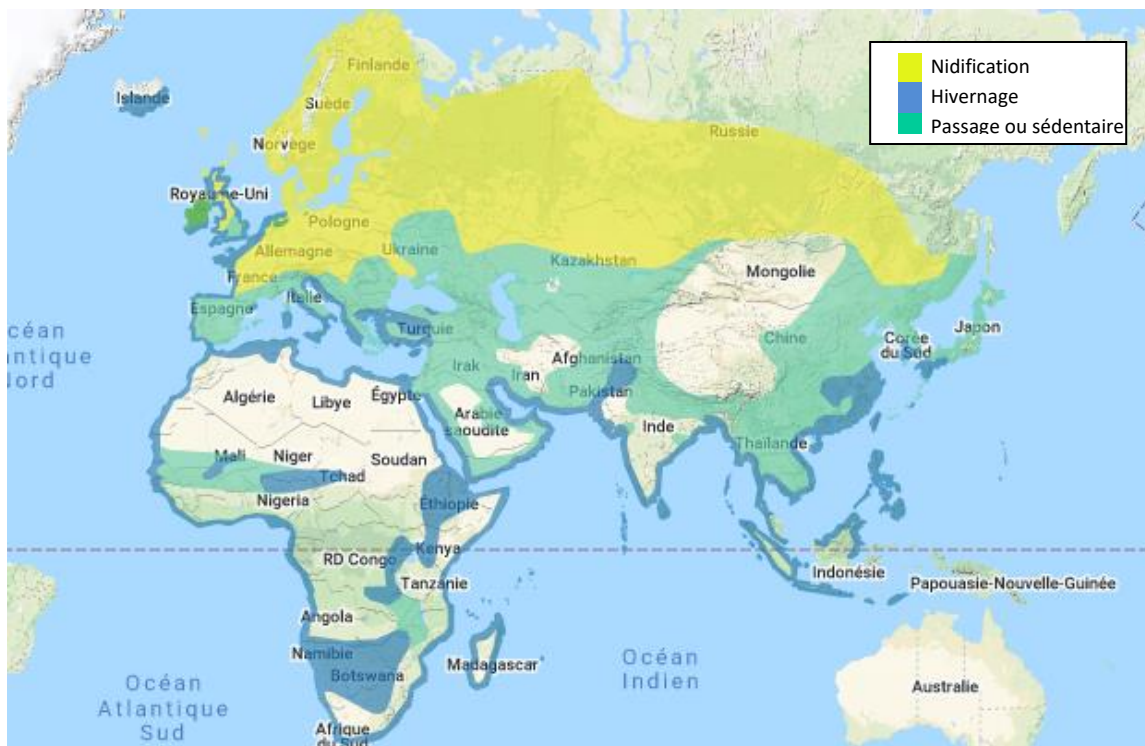 Nidification
Hivernage
Passage ou sédentaire
Finlande
Islande
Suède
Russie
Norvège
Royaume-Uni
Pologne
Ukraine
Allemagne
Kazakhstan
Mongolie
France
Italie
Espagne
Turquie
Chine
Corée
du Sud
Japon
Océan
Atlantique
Nord
Irak
Iran
Afghanistan
Pakistan
Algérie
Libye
Égypte
Arabie
saoudite
Inde
Thaïlande
Mali
Niger
Tchad
Soudan
Nigeria
Éthiopie
RD Congo
Kenya
Tanzanie
Indonésie
Papouasie-Nouvelle-Guinée
Angola
Namibie
Botswana
Madagascar
Océan
Indien
Australie
Océan
Atlantique
Sud
Afrique
du Sud